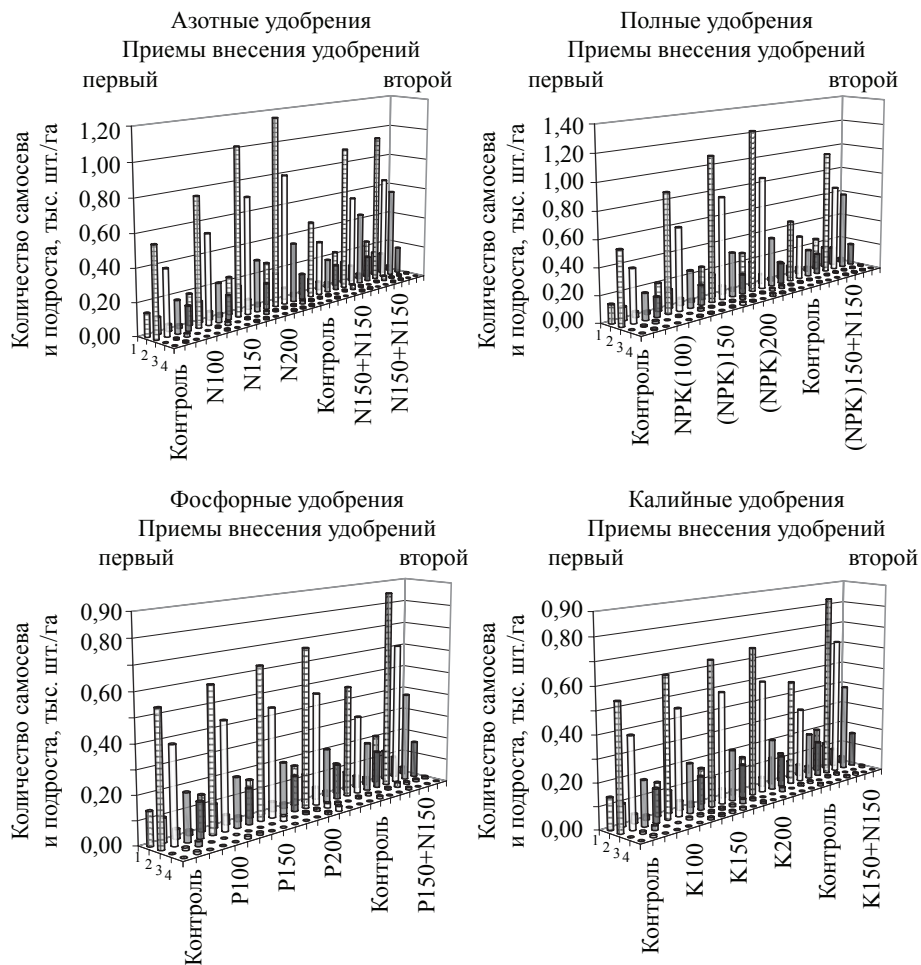 Азотные удобрения
Приемы внесения удобрений
первый
второй
Количество самосева
и подроста, тыс. шт./га
1,20
1,00
0,80
0,60
0,40
0,20
0,00
1
2
3
4
Контроль
N100
N150
N200
Контроль
N150+N150
N150+N150
Полные удобрения
Приемы внесения удобрений
первый
второй
Количество самосева
и подроста, тыс. шт./га
1,40
1,20
1,00
0,80
0,60
0,40
0,20
0,00
1
2
3
4
Контроль
NPK(100)
(NPK)150
(NPK)200
Контроль
(NPK)150+N150
Фосфорные удобрения
Приемы внесения удобрений
первый
второй
Количество самосева
и подроста, тыс. шт./га
0,90
0,80
0,60
0,40
0,20
0,00
1
2
3
4
Контроль
P100
P150
P200
Контроль
P150+N150
Калийные удобрения
Приемы внесения удобрений
первый
второй
Количество самосева
и подроста, тыс. шт./га
0,90
0,80
0,60
0,40
0,20
0,00
1
2
3
4
Контроль
K100
K150
K200
Контроль
K150+N150